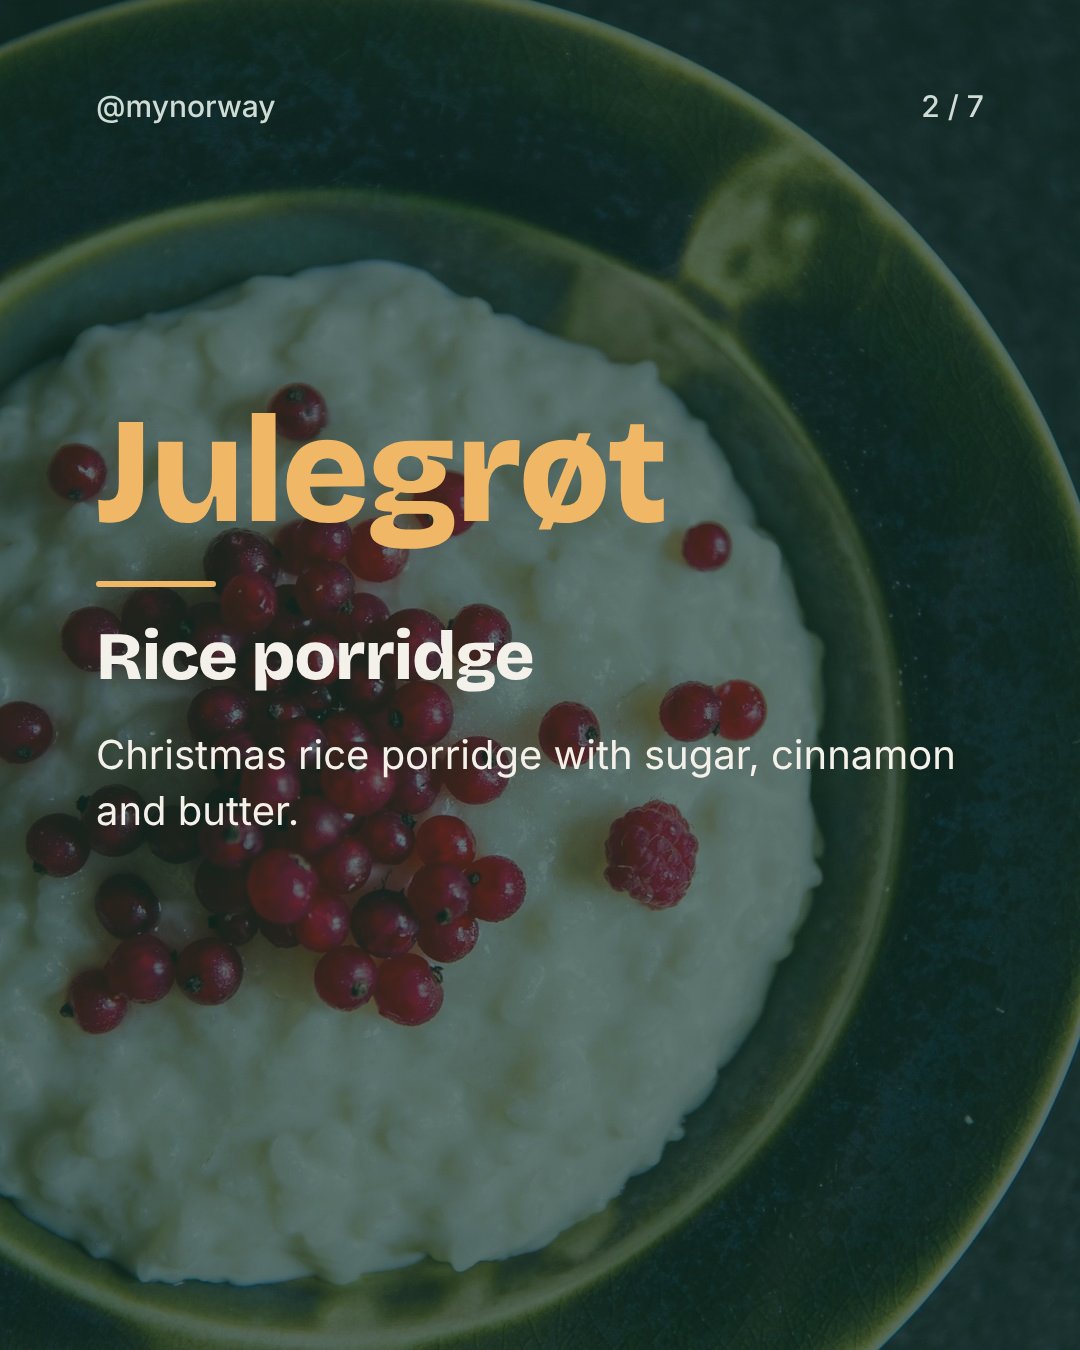 @mynorway
2 / 7
Julegrøt
Rice porridge
Christmas rice porridge with sugar, cinnamon
and butter.